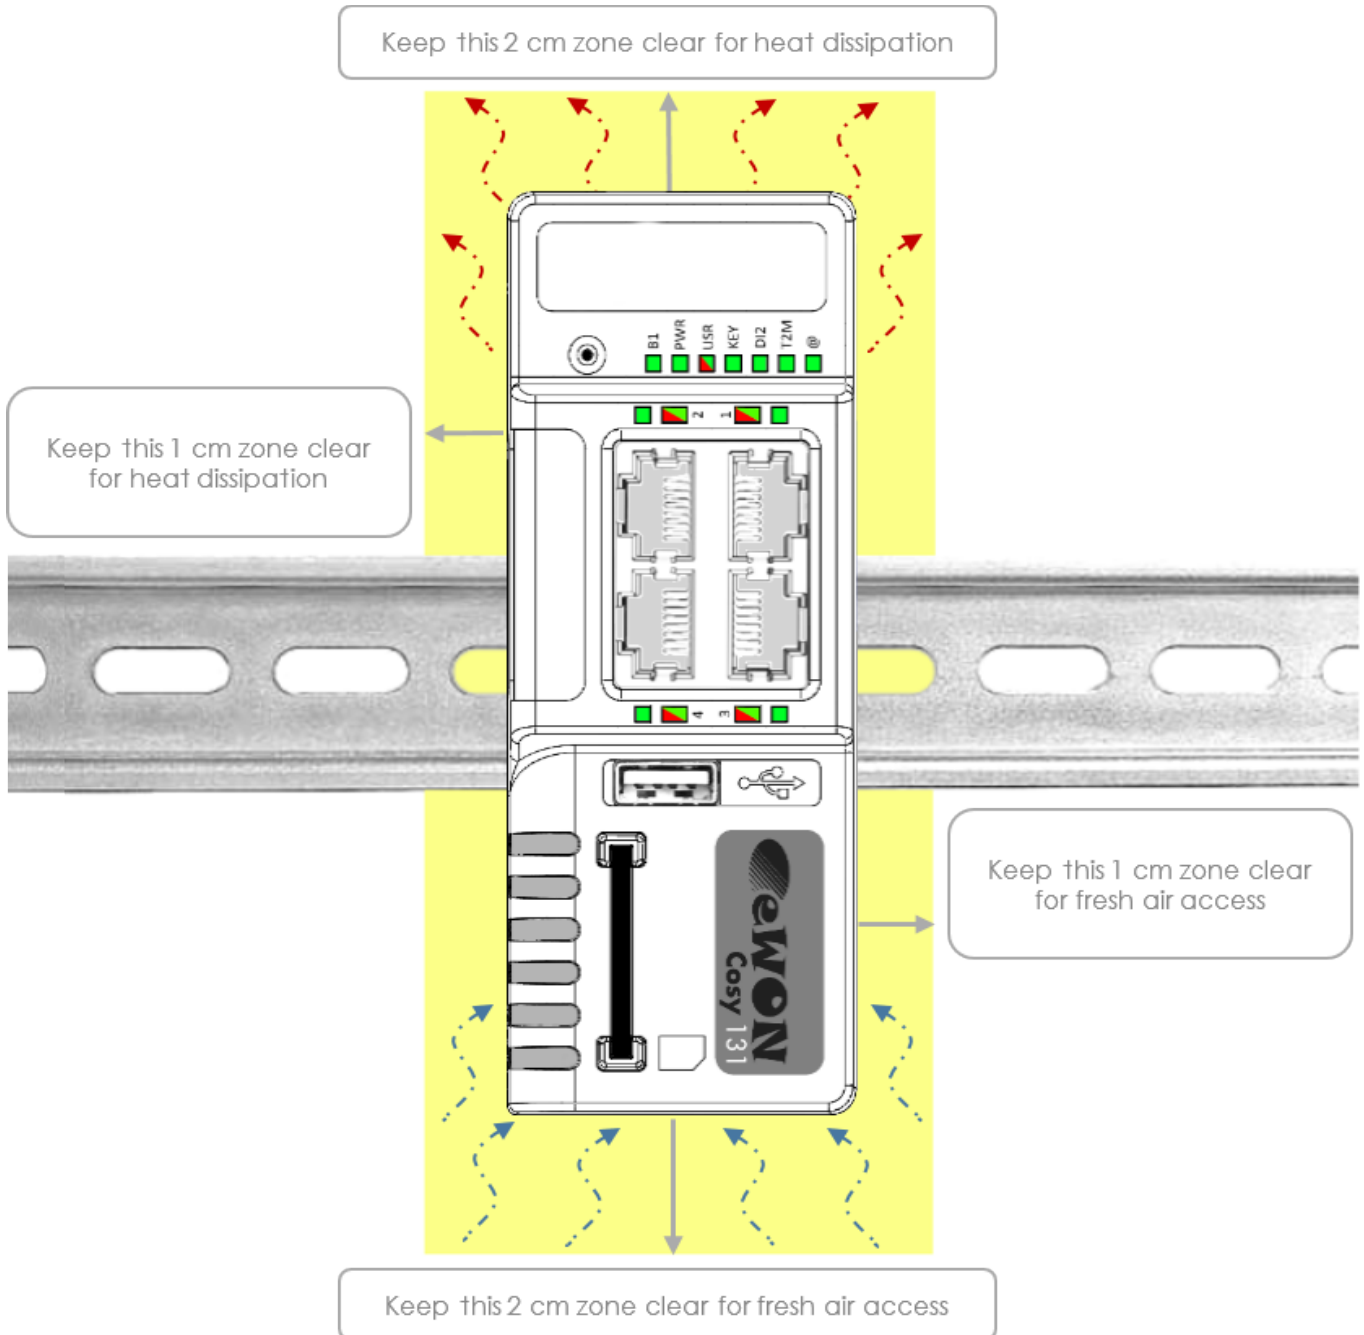 Keep this 2 cm zone clear for heat dissipation
B1
PWR
USR
KEY
DI2
T2M
@
2
1
Keep this 1 cm zone clear
for heat dissipation
4
3
Keep this 1 cm zone clear
for fresh air access
eWON
Cosy 131
Keep this 2 cm zone clear for fresh air access